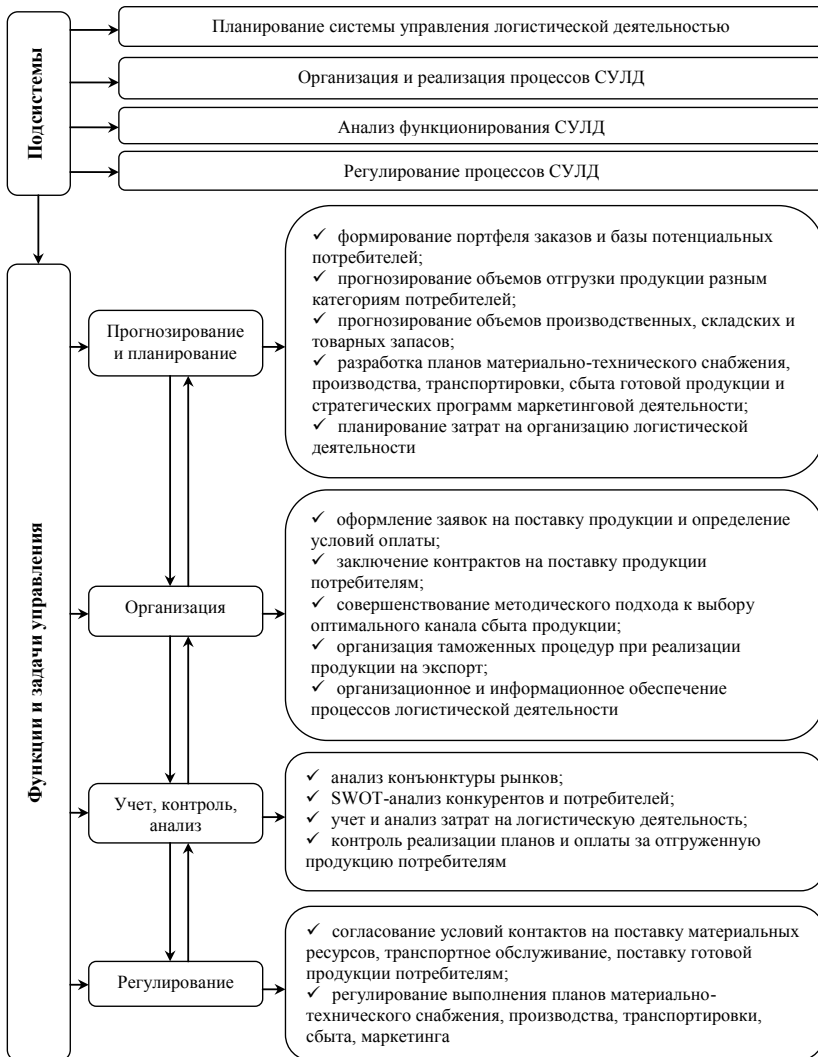 Подсистемы
Планирование системы управления логистической деятельностью
Организация и реализация процессов СУЛД
Анализ функционирования СУЛД
Регулирование процессов СУЛД
Функции и задачи управления
Прогнозирование
и планирование
✓ формирование портфеля заказов и базы потенциальных
потребителей;
✓ прогнозирование объемов отгрузки продукции разным
категориям потребителей;
✓ прогнозирование объемов производственных, складских и
товарных запасов;
✓ разработка планов материально-технического снабжения,
производства, транспортировки, сбыта готовой продукции и
стратегических программ маркетинговой деятельности;
✓ планирование затрат на организацию логистической
деятельности
Организация
✓ оформление заявок на поставку продукции и определение
условий оплаты;
✓ заключение контрактов на поставку продукции
потребителям;
✓ совершенствование методического подхода к выбору
оптимального канала сбыта продукции;
✓ организация таможенных процедур при реализации
продукции на экспорт;
✓ организационное и информационное обеспечение
процессов логистической деятельности
Учет, контроль,
анализ
✓ анализ конъюнктуры рынков;
✓ SWOT-анализ конкурентов и потребителей;
✓ учет и анализ затрат на логистическую деятельность;
✓ контроль реализации планов и оплаты за отгруженную
продукцию потребителям
Регулирование
✓ согласование условий контактов на поставку материальных
ресурсов, транспортное обслуживание, поставку готовой
продукции потребителям;
✓ регулирование выполнения планов материально-
технического снабжения, производства, транспортировки,
сбыта, маркетинга